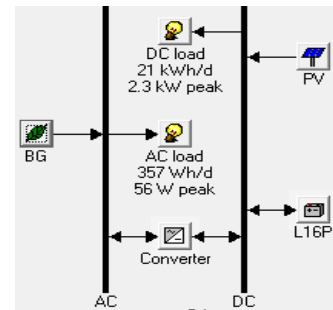 DC load
21 kWh/d
2.3 kW peak
PV
BG
AC load
357 Wh/d
56 W peak
L16P
Converter
AC
DC